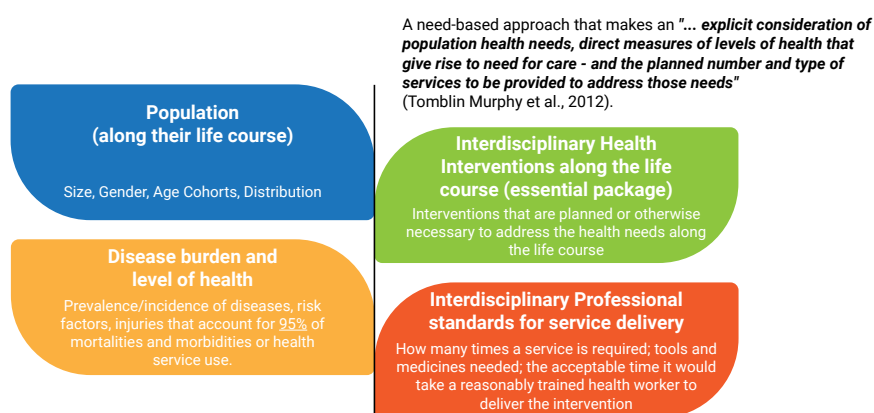 A need-based approach that makes an "... explicit consideration of
population health needs, direct measures of levels of health that
give rise to need for care - and the planned number and type of
services to be provided to address those needs"
(Tomblin Murphy et al., 2012).
Population
(along their life course)
Size, Gender, Age Cohorts, Distribution
Interdisciplinary Health
Interventions along the life
course (essential package)
Interventions that are planned or otherwise
necessary to address the health needs along
the life course
Disease burden and
level of health
Prevalence/incidence of diseases, risk
factors, injuries that account for 95% of
mortalities and morbidities or health
service use.
Interdisciplinary Professional
standards for service delivery
How many times a service is required; tools and
medicines needed; the acceptable time it would
take a reasonably trained health worker to
deliver the intervention